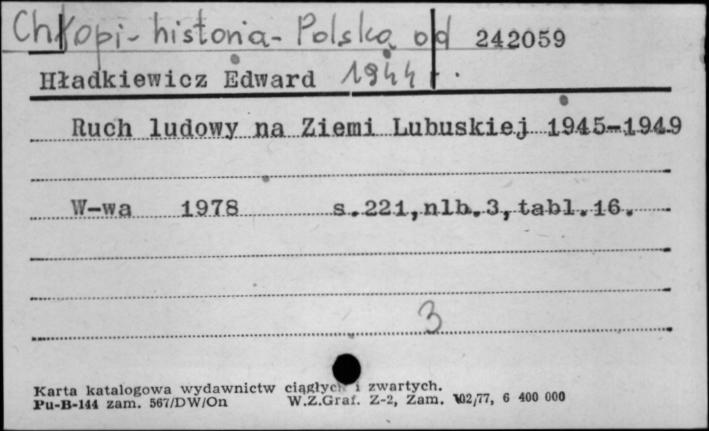 Chłopi - historia - Polska od 242059
Hładkiewicz Edward 1944 r.
Ruch ludowy na Ziemi Lubuskiej 1945-1949
W-wa 1978 s.221,nlb.3,tabl.16.
3
Karta katalogowa wydawnictw ciągłych i zwartych.
Pu-B-144 zam. 567/DW/On W.Z.Graf. Z-2, Zam. 102/77, 6 400 000